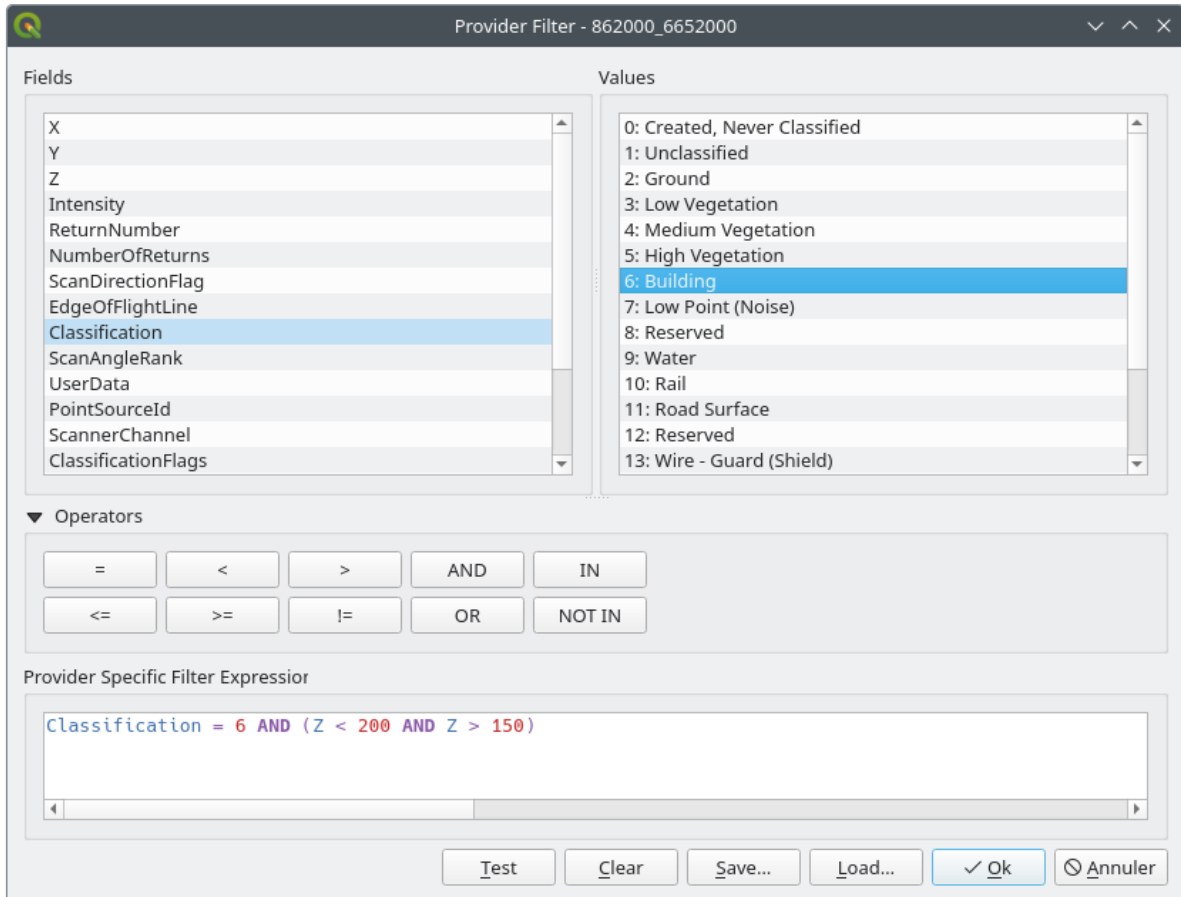 Provider Filter - 862000_6652000
Fields
Values
X
Y
Z
Intensity
ReturnNumber
NumberOfReturns
ScanDirectionFlag
EdgeOfFlightLine
Classification
ScanAngleRank
UserData
PointSourceId
ScannerChannel
ClassificationFlags
0: Created, Never Classified
1: Unclassified
2: Ground
3: Low Vegetation
4: Medium Vegetation
5: High Vegetation
6: Building
7: Low Point (Noise)
8: Reserved
9: Water
10: Rail
11: Road Surface
12: Reserved
13: Wire - Guard (Shield)
Operators
= < > AND IN
<= >= != OR NOT IN
Provider Specific Filter Expression
Classification = 6 AND (Z < 200 AND Z > 150)
Test Clear Save... Load... Ok Annuler